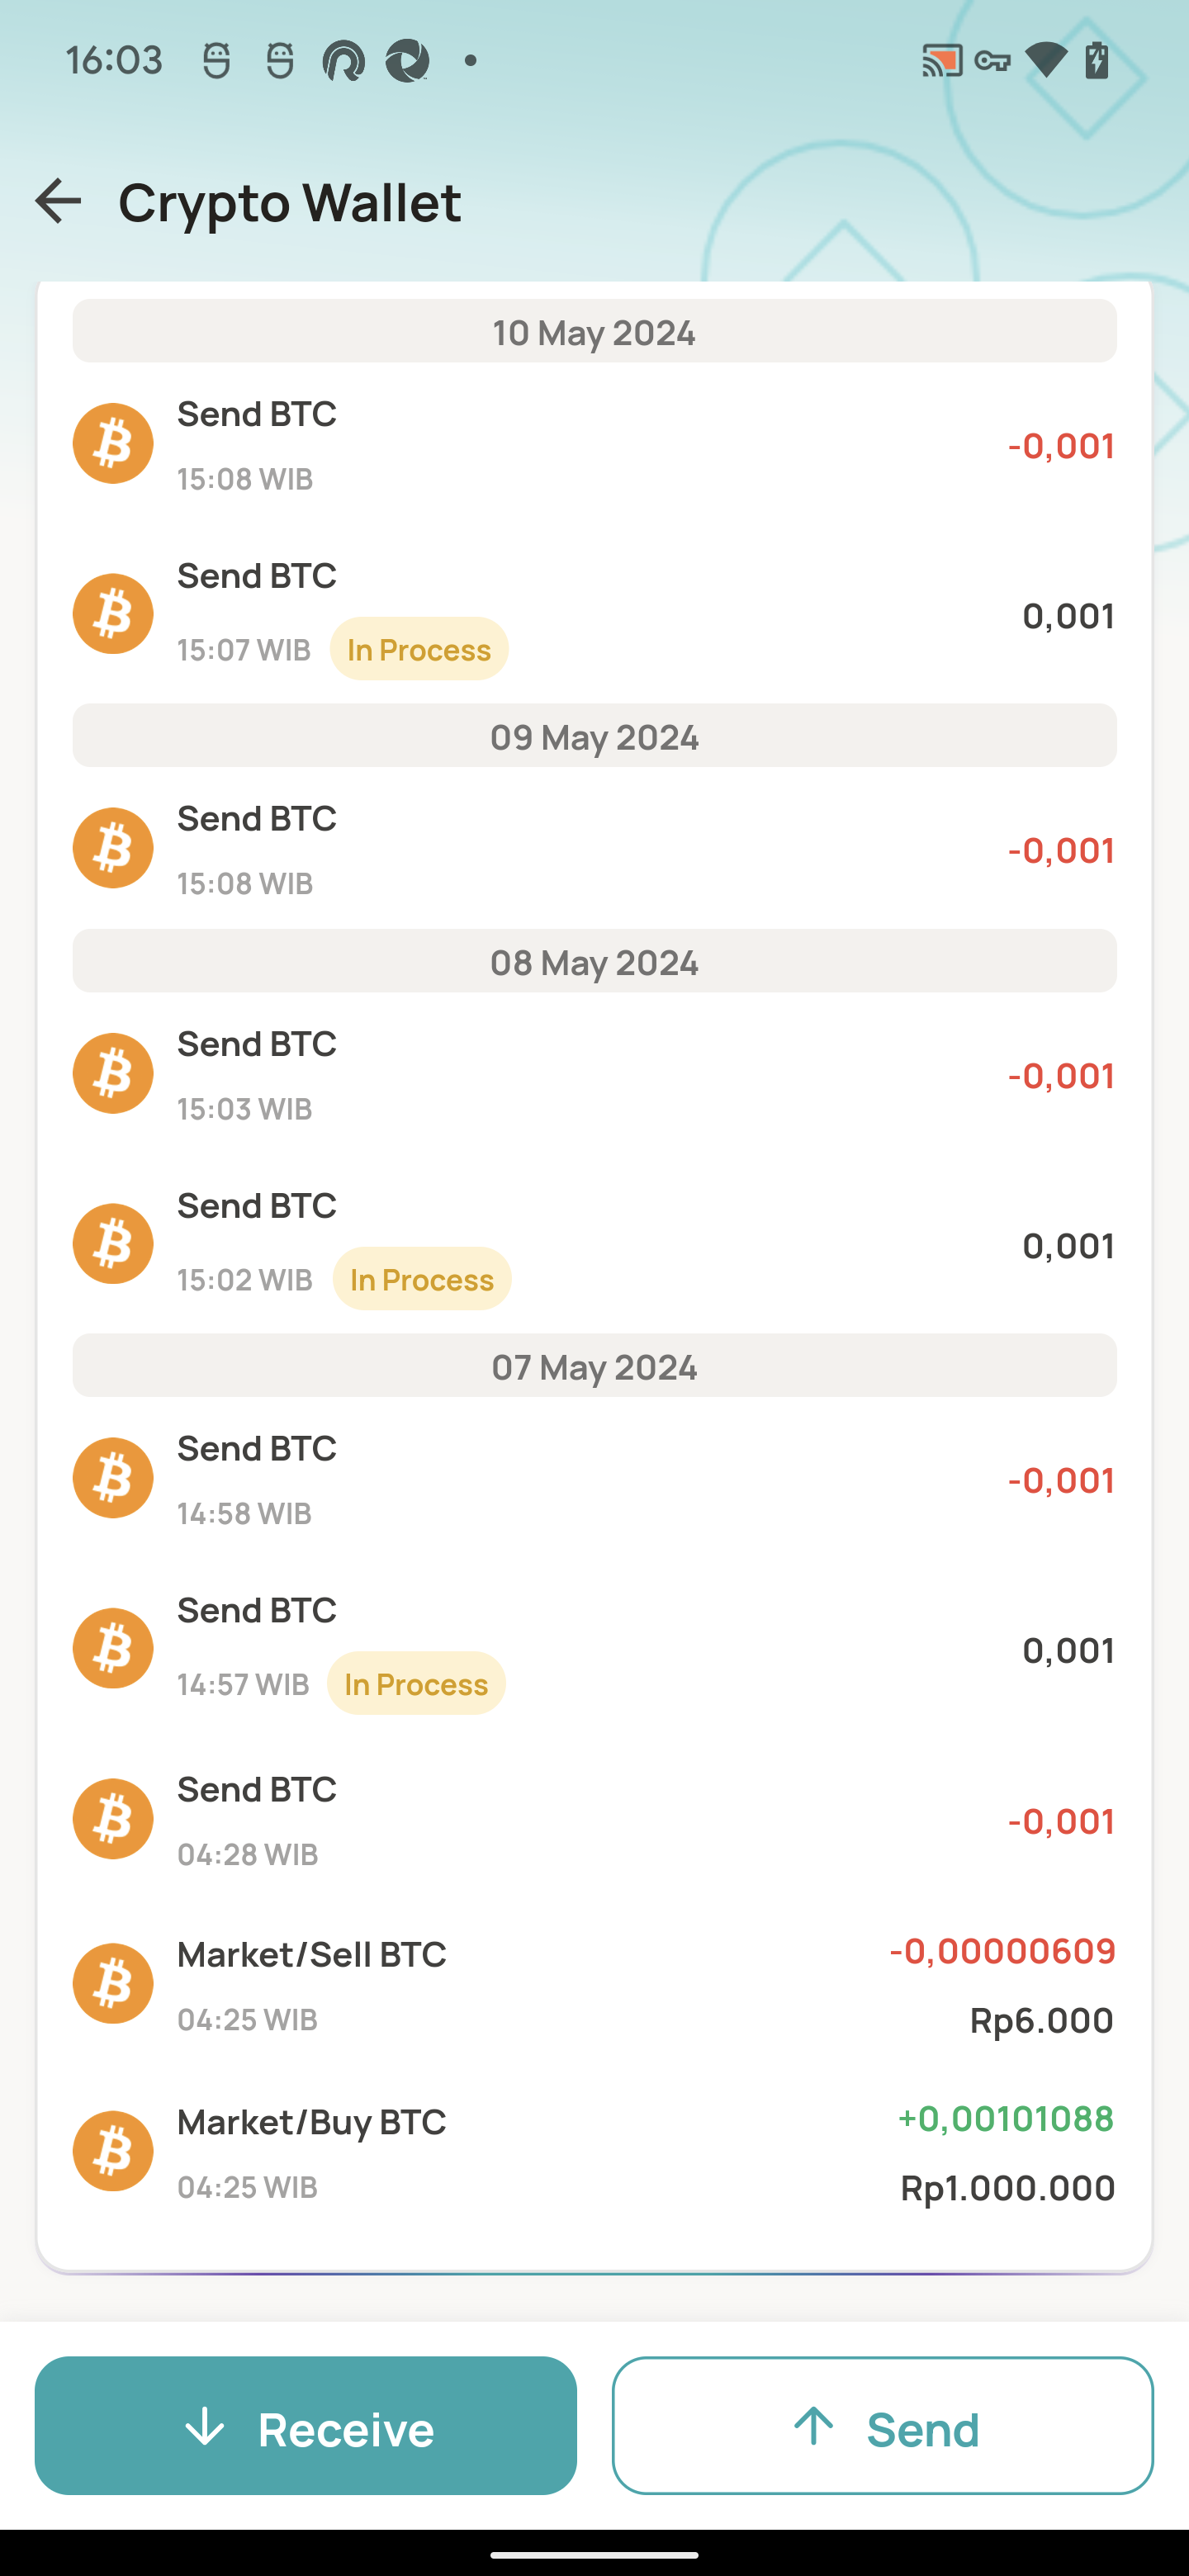 16:03
Crypto Wallet
10 May 2024
Send BTC
-0,001
15:08 WIB
Send BTC
0,001
15:07 WIB In Process
09 May 2024
Send BTC
-0,001
15:08 WIB
08 May 2024
Send BTC
-0,001
15:03 WIB
Send BTC
0,001
15:02 WIB In Process
07 May 2024
Send BTC
-0,001
14:58 WIB
Send BTC
0,001
14:57 WIB In Process
Send BTC
-0,001
04:28 WIB
Market/Sell BTC -0,00000609
04:25 WIB Rp6.000
Market/Buy BTC +0,00101088
04:25 WIB Rp1.000.000
Receive Send